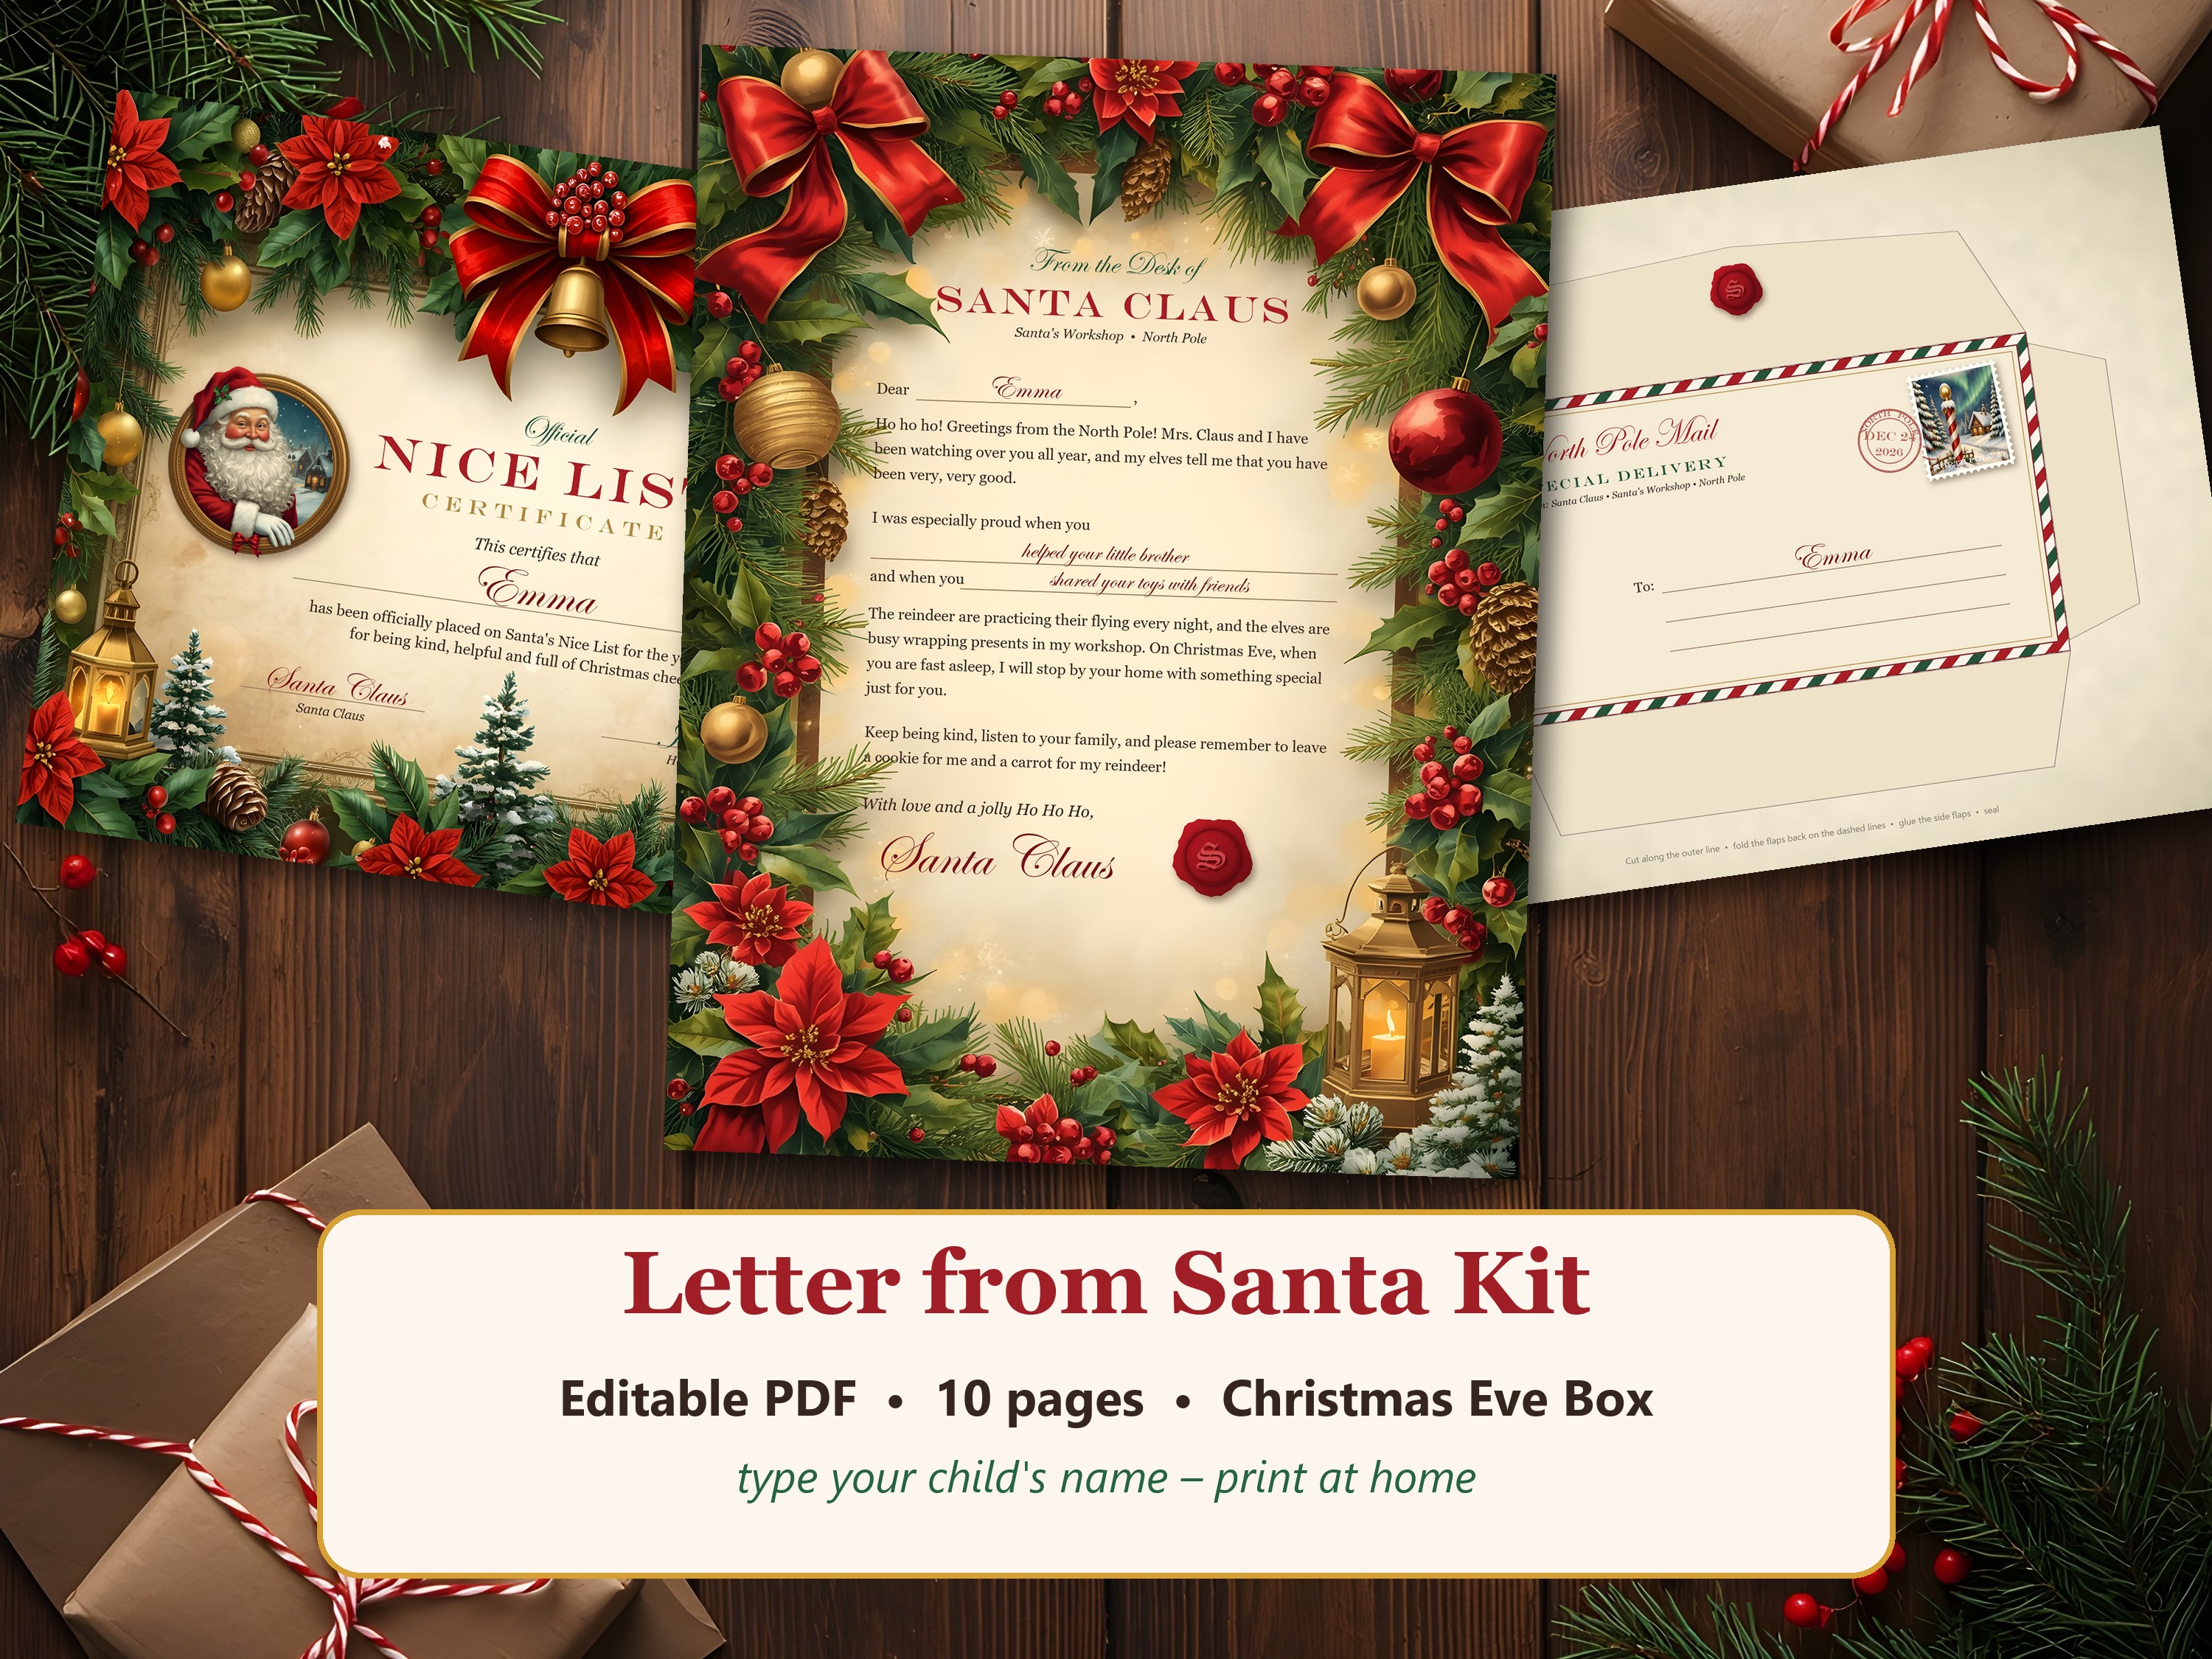 Official
NICE LIST
CERTIFICATE
This certifies that
Emma
has been officially placed on Santa's Nice List for the
for being kind, helpful and full of Christmas
Santa Claus
Santa Claus
From the Desk of
SANTA CLAUS
Santa's Workshop • North Pole
Dear Emma,
Ho ho ho! Greetings from the North Pole! Mrs. Claus and I have
been watching over you all year, and my elves tell me that you have
been very, very good.
I was especially proud when you
helped your little brother
and when you shared your toys with friends
The reindeer are practicing their flying every night, and the elves are
busy wrapping presents in my workshop. On Christmas Eve, when
you are fast asleep, I will stop by your home with something special
just for you.
Keep being kind, listen to your family, and please remember to leave
a cookie for me and a carrot for my reindeer!
With love and a jolly Ho Ho Ho,
Santa Claus
S
S
orth Pole Mail
ECIAL DELIVERY
: Santa Claus • Santa's Workshop • North Pole
NORTH POLE
DEC 24
2026
To: Emma
Cut along the outer line • fold the flaps back on the dashed lines • glue the side flaps • seal
Letter from Santa Kit
Editable PDF • 10 pages • Christmas Eve Box
type your child's name – print at home